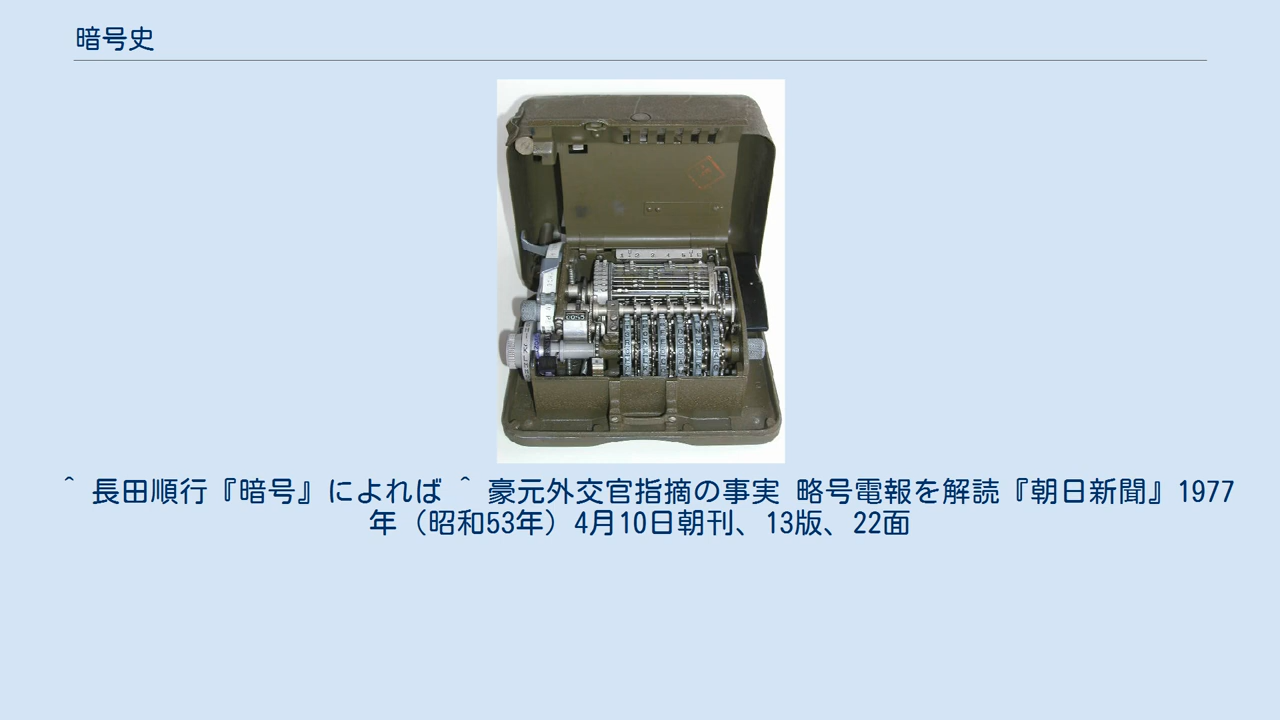 暗号史
^ 長田順行『暗号』によれば ^ 豪元外交官指摘の事実 略号電報を解読『朝日新聞』1977
年（昭和53年）4月10日朝刊、13版、22面